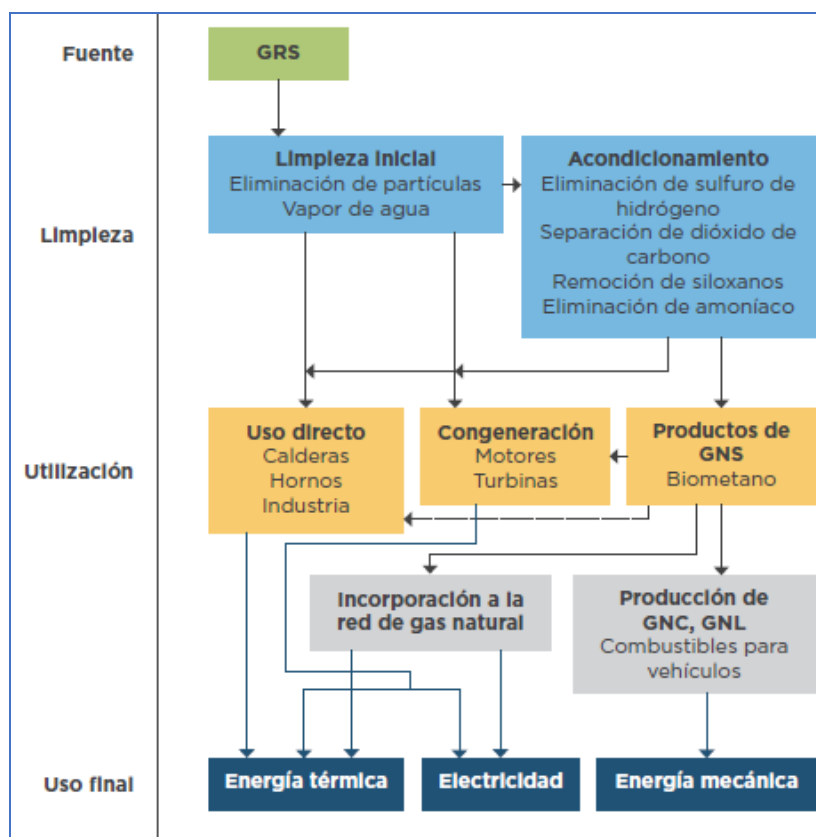 Fuente
GRS
Limpieza
Limpieza inicial
Eliminación de partículas
Vapor de agua
Acondicionamiento
Eliminación de sulfuro de
hidrógeno
Separación de dióxido de
carbono
Remoción de siloxanos
Eliminación de amoníaco
Utilización
Uso directo
Calderas
Hornos
Industria
Congeneración
Motores
Turbinas
Productos de
GNS
Biometano
Incorporación a la
red de gas natural
Producción de
GNC, GNL
Combustibles para
vehículos
Uso final
Energía térmica
Electricidad
Energía mecánica